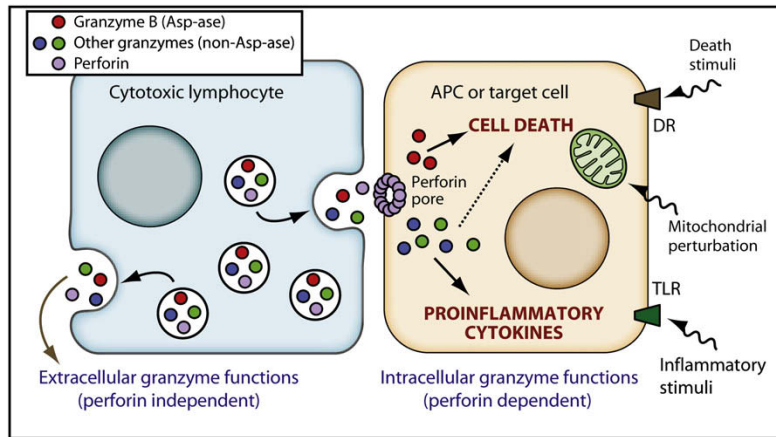 Granzyme B (Asp-ase)
Other granzymes (non-Asp-ase)
Perforin
Cytotoxic lymphocyte
APC or target cell
CELL DEATH
Perforin
pore
PROINFLAMMATORY
CYTOKINES
Death
stimuli
DR
Mitochondrial
perturbation
TLR
Inflammatory
stimuli
Extracellular granzyme functions
(perforin independent)
Intracellular granzyme functions
(perforin dependent)